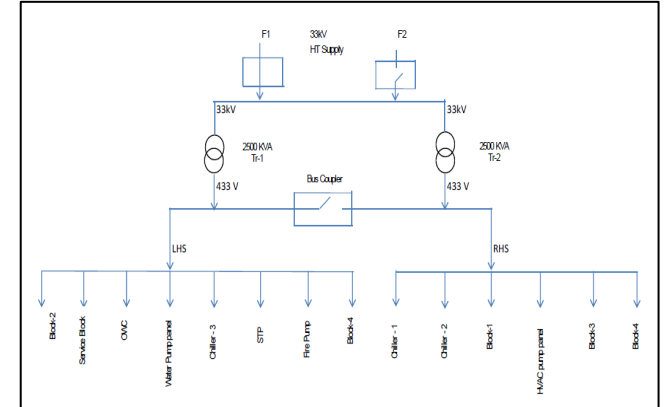 F1 33kV F2
HT Supply
33kV 33kV
2500 KVA
Tr-1
2500 KVA
Tr-2
433 V Bus Coupler 433 V
LHS RHS
Block-2
Service Block
OWC
Water Pump panel
Chiller - 3
STP
Fire Pump
Block-4
Chiller - 1
Chiller - 2
Block-1
HVAC pump panel
Block-3
Block-4